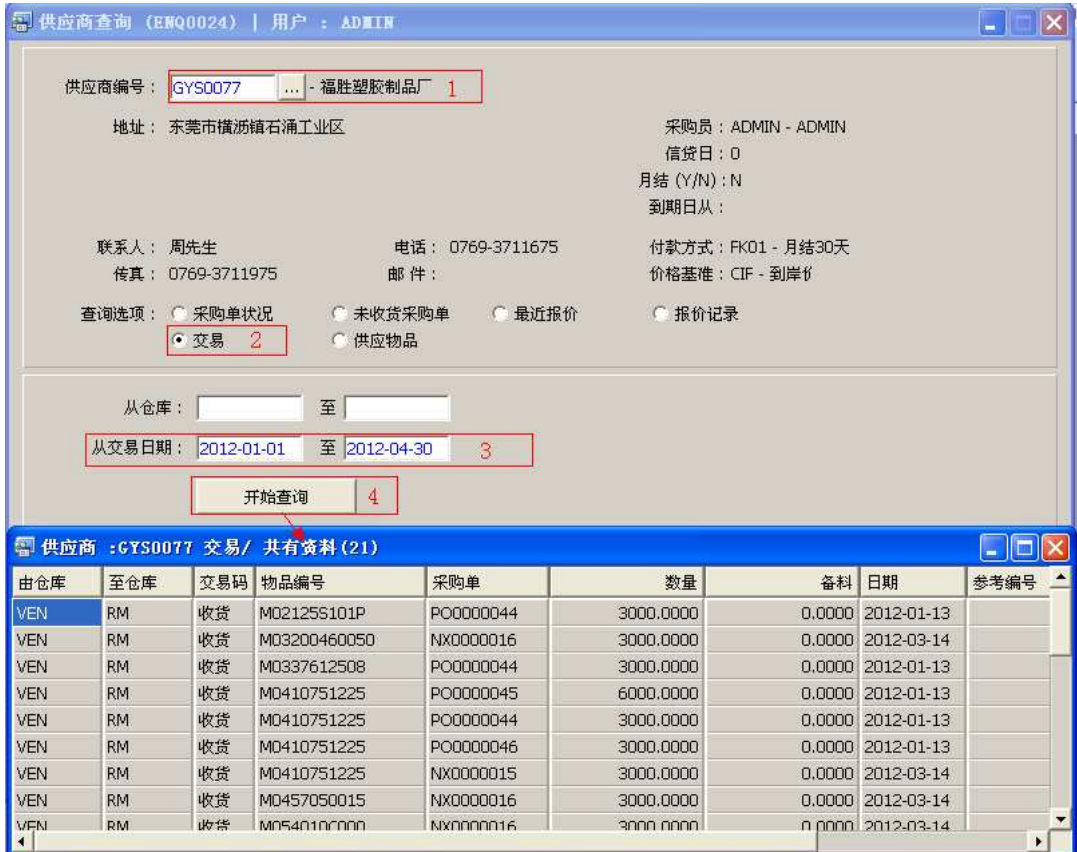 供应商查询 (ENQ0024) | 用户 : ADMIN
供应商编号： GYS0077 ... - 福胜塑胶制品厂 1
地址： 东莞市横沥镇石涌工业区 采购员：ADMIN - ADMIN
信贷日：0
月结 (Y/N)：N
到期日从：
联系人： 周先生 电话： 0769-3711675 付款方式：FK01 - 月结30天
传真： 0769-3711975 邮件： 价格基准：CIF - 到岸价
查询选项： 采购单状况 未收货采购单 最近报价 报价记录
交易 2 供应物品
从仓库： 至
从交易日期： 2012-01-01 至 2012-04-30 3
开始查询 4
供应商 :GYS0077 交易/ 共有资料(21)
由仓库 至仓库 交易码 物品编号 采购单 数量 备料 日期 参考编号
VEN RM 收货 M02125S101P PO0000044 3000.0000 0.0000 2012-01-13
VEN RM 收货 M03200460050 NX0000016 3000.0000 0.0000 2012-03-14
VEN RM 收货 M0337612508 PO0000044 3000.0000 0.0000 2012-01-13
VEN RM 收货 M0410751225 PO0000045 6000.0000 0.0000 2012-01-13
VEN RM 收货 M0410751225 PO0000044 3000.0000 0.0000 2012-01-13
VEN RM 收货 M0410751225 PO0000046 3000.0000 0.0000 2012-01-13
VEN RM 收货 M0410751225 NX0000015 3000.0000 0.0000 2012-03-14
VEN RM 收货 M0457050015 NX0000016 3000.0000 0.0000 2012-03-14
VEN RM 收货 M054010C000 NX0000016 3000.0000 0.0000 2012-03-14